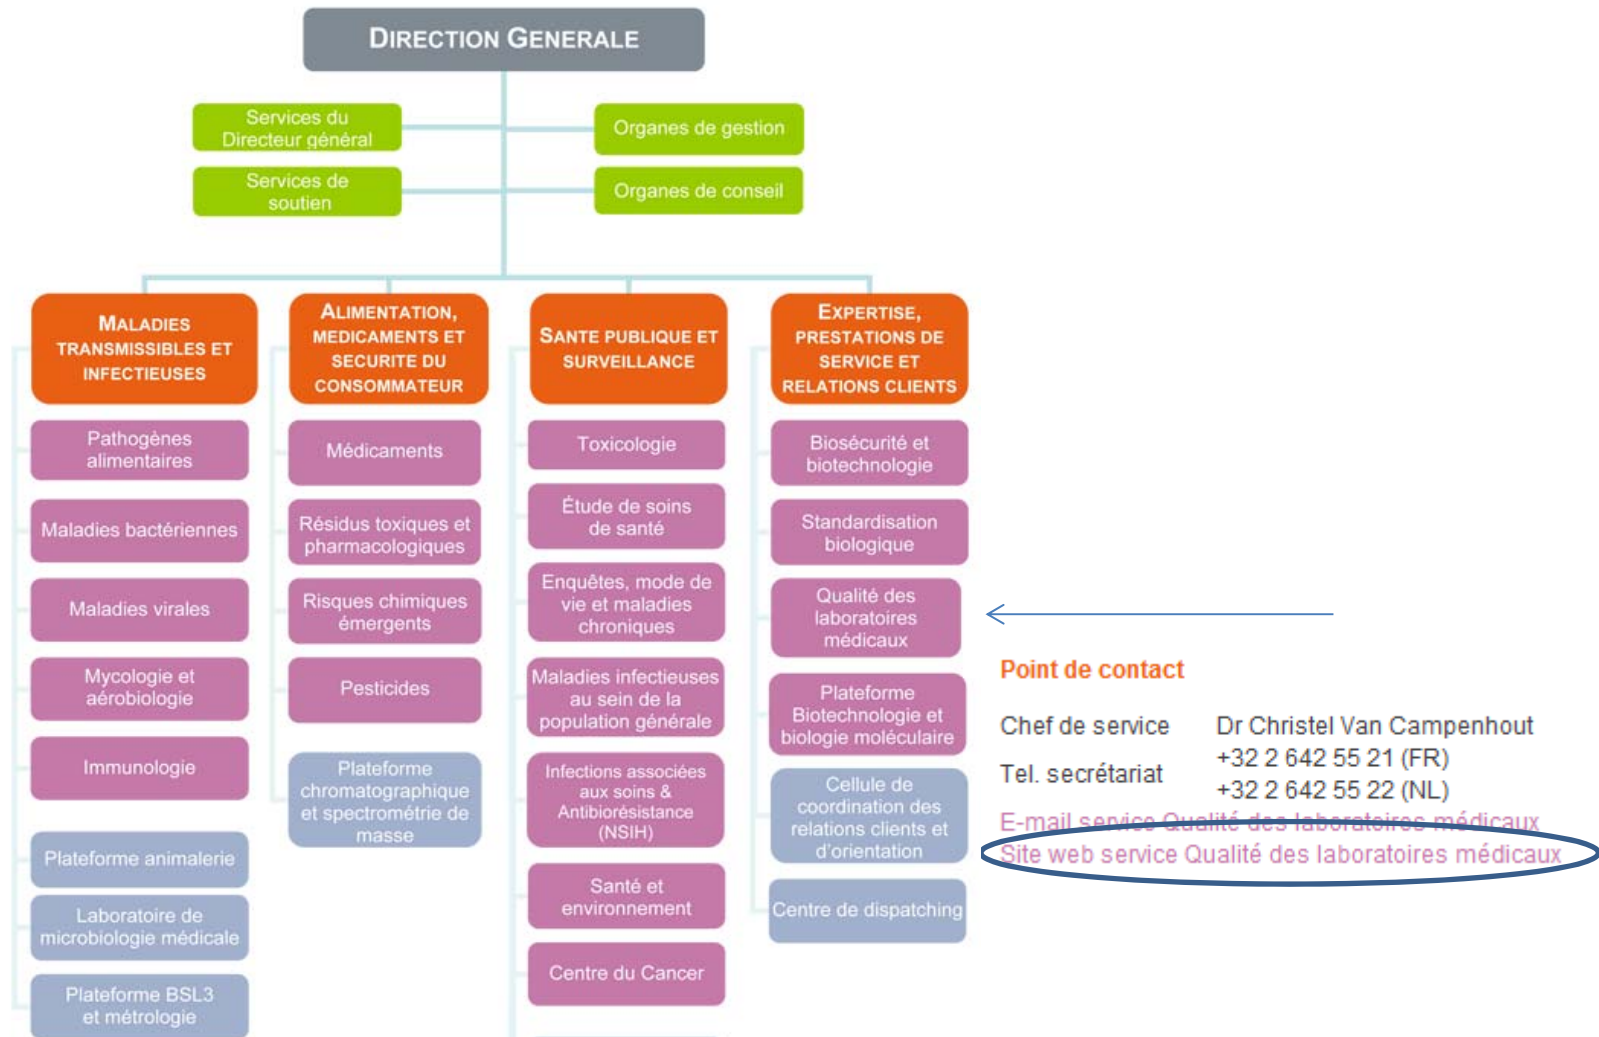 DIRECTION GENERALE
Services du
Directeur général
Organes de gestion
Services de
soutien
Organes de conseil
MALADIES
TRANSMISSIBLES ET
INFECTIEUSES
Pathogènes
alimentaires
Maladies bactériennes
Maladies virales
Mycologie et
aérobiologie
Immunologie
Plateforme animalerie
Laboratoire de
microbiologie médicale
Plateforme BSL3
et métrologie
ALIMENTATION,
MEDICAMENTS ET
SECURITE DU
CONSOMMATEUR
Médicaments
Résidus toxiques et
pharmacologiques
Risques chimiques
émergents
Pesticides
Plateforme
chromatographique
et spectrométrie de
masse
SANTE PUBLIQUE ET
SURVEILLANCE
Toxicologie
Étude de soins
de santé
Enquêtes, mode de
vie et maladies
chroniques
Maladies infectieuses
au sein de la
population générale
Infections associées
aux soins &
Antibiorésistance
(NSIH)
Santé et
environnement
Centre du Cancer
EXPERTISE,
PRESTATIONS DE
SERVICE ET
RELATIONS CLIENTS
Biosécurité et
biotechnologie
Standardisation
biologique
Qualité des
laboratoires
médicaux
Plateforme
Biotechnologie et
biologie moléculaire
Cellule de
coordination des
relations clients et
d'orientation
Centre de dispatching
Point de contact
Chef de service Dr Christel Van Campenhout
Tel. secrétariat +32 2 642 55 21 (FR)
+32 2 642 55 22 (NL)
E-mail service Qualité des laboratoires médicaux
Site web service Qualité des laboratoires médicaux